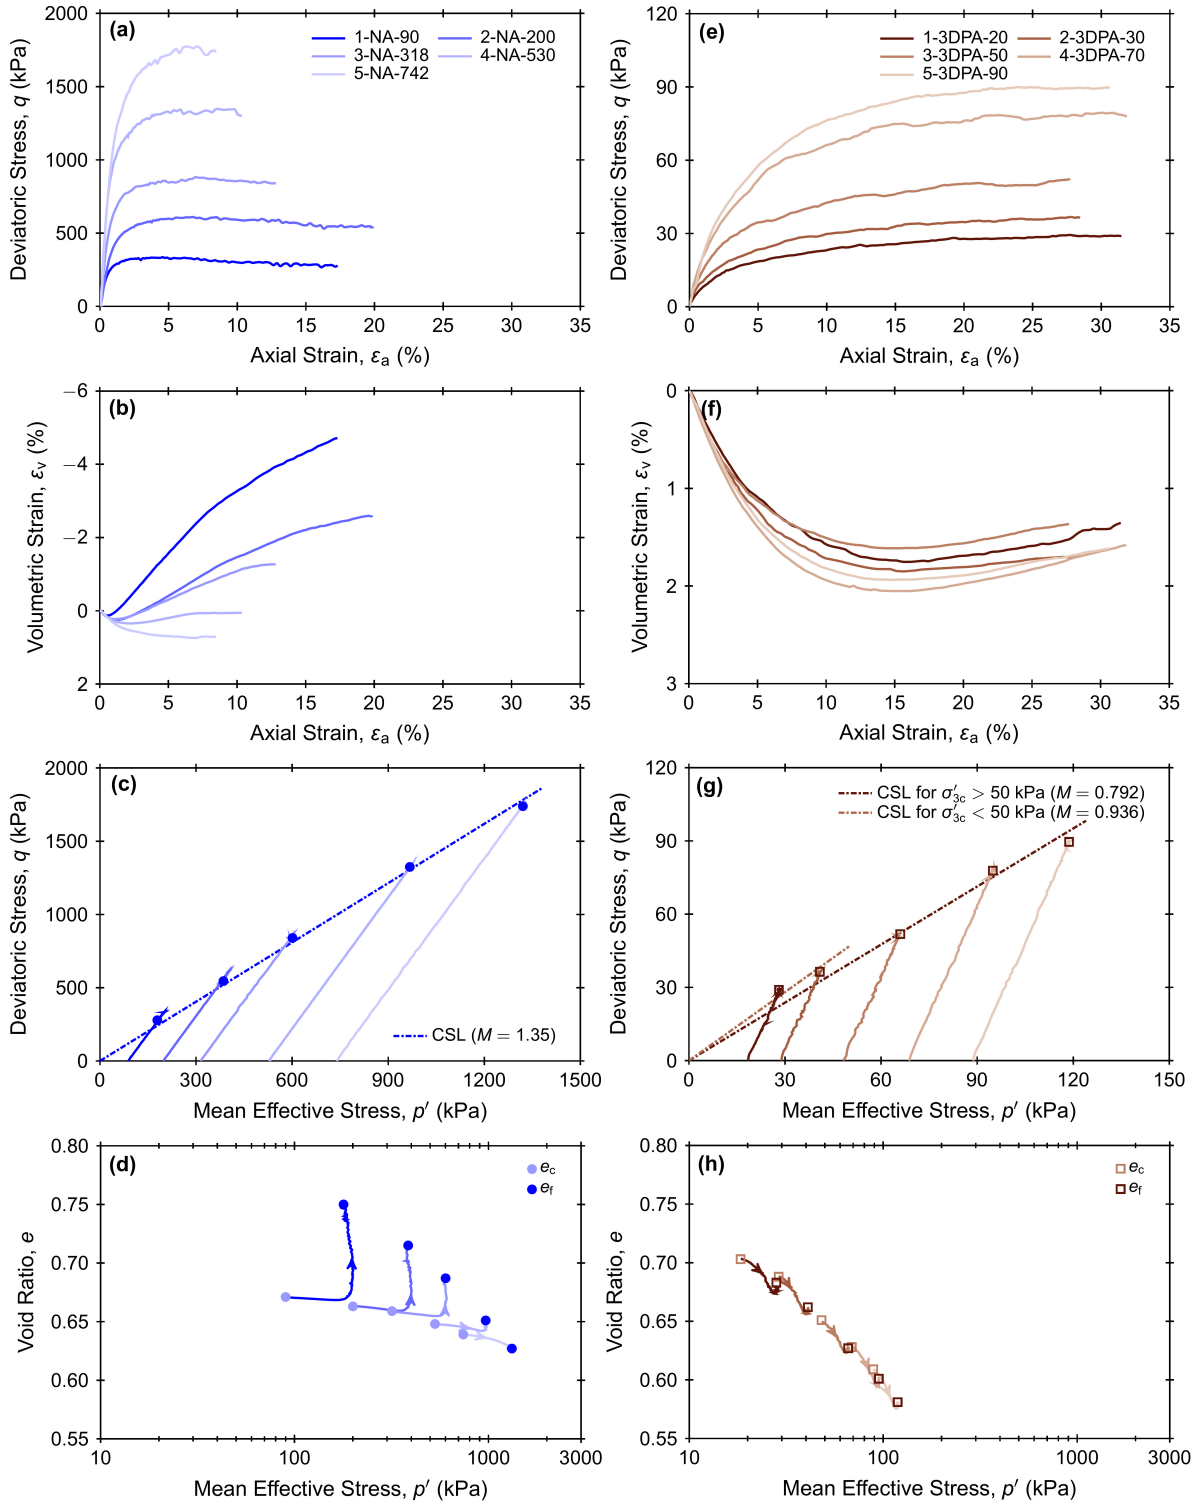 (a)
1-NA-90
2-NA-200
3-NA-318
4-NA-530
5-NA-742
2000
1500
1000
500
0
Deviatoric Stress, q (kPa)
0 5 10 15 20 25 30 35
Axial Strain, εa (%)
(e)
1-3DPA-20
2-3DPA-30
3-3DPA-50
4-3DPA-70
5-3DPA-90
120
90
60
30
0
Deviatoric Stress, q (kPa)
0 5 10 15 20 25 30 35
Axial Strain, εa (%)
(b)
−6
−4
−2
0
2
Volumetric Strain, εv (%)
0 5 10 15 20 25 30 35
Axial Strain, εa (%)
(f)
0
1
2
3
Volumetric Strain, εv (%)
0 5 10 15 20 25 30 35
Axial Strain, εa (%)
(c)
2000
1500
1000
500
0
Deviatoric Stress, q (kPa)
CSL (M = 1.35)
0 300 600 900 1200 1500
Mean Effective Stress, p′ (kPa)
(g)
CSL for σ′3c > 50 kPa (M = 0.792)
CSL for σ′3c < 50 kPa (M = 0.936)
120
90
60
30
0
Deviatoric Stress, q (kPa)
0 30 60 90 120 150
Mean Effective Stress, p′ (kPa)
(d)
ec
ef
0.80
0.75
0.70
0.65
0.60
0.55
Void Ratio, e
10 100 1000 3000
Mean Effective Stress, p′ (kPa)
(h)
ec
ef
0.80
0.75
0.70
0.65
0.60
0.55
Void Ratio, e
10 100 1000 3000
Mean Effective Stress, p′ (kPa)